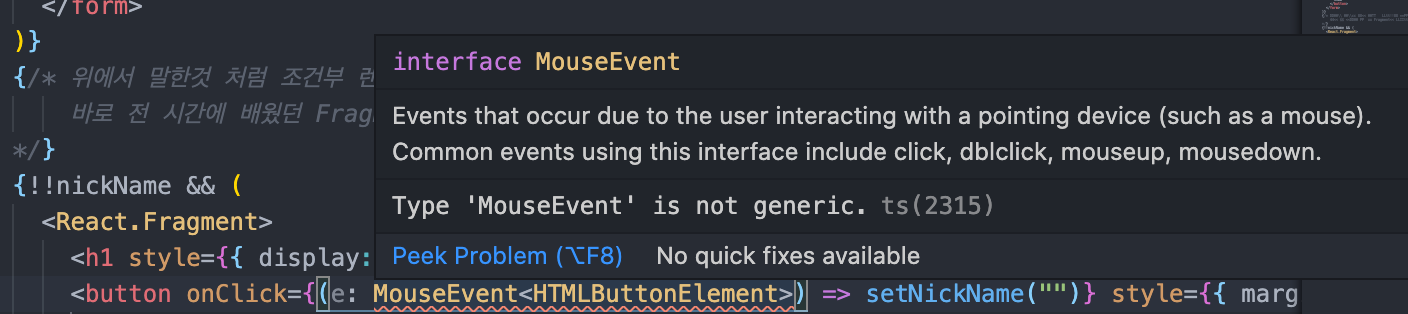 </form>
)}
{/* 위에서 말한것 처럼 조건부 렌
바로 전 시간에 배웠던 Frag
*/}
{!!nickName && (
<React.Fragment>
<h1 style={{ display:
<button onClick={(e: MouseEvent<HTMLButtonElement>) => setNickName("")} style={{ marg
interface MouseEvent
Events that occur due to the user interacting with a pointing device (such as a mouse).
Common events using this interface include click, dblclick, mouseup, mousedown.
Type 'MouseEvent' is not generic. ts(2315)
Peek Problem (⌥F8) No quick fixes available